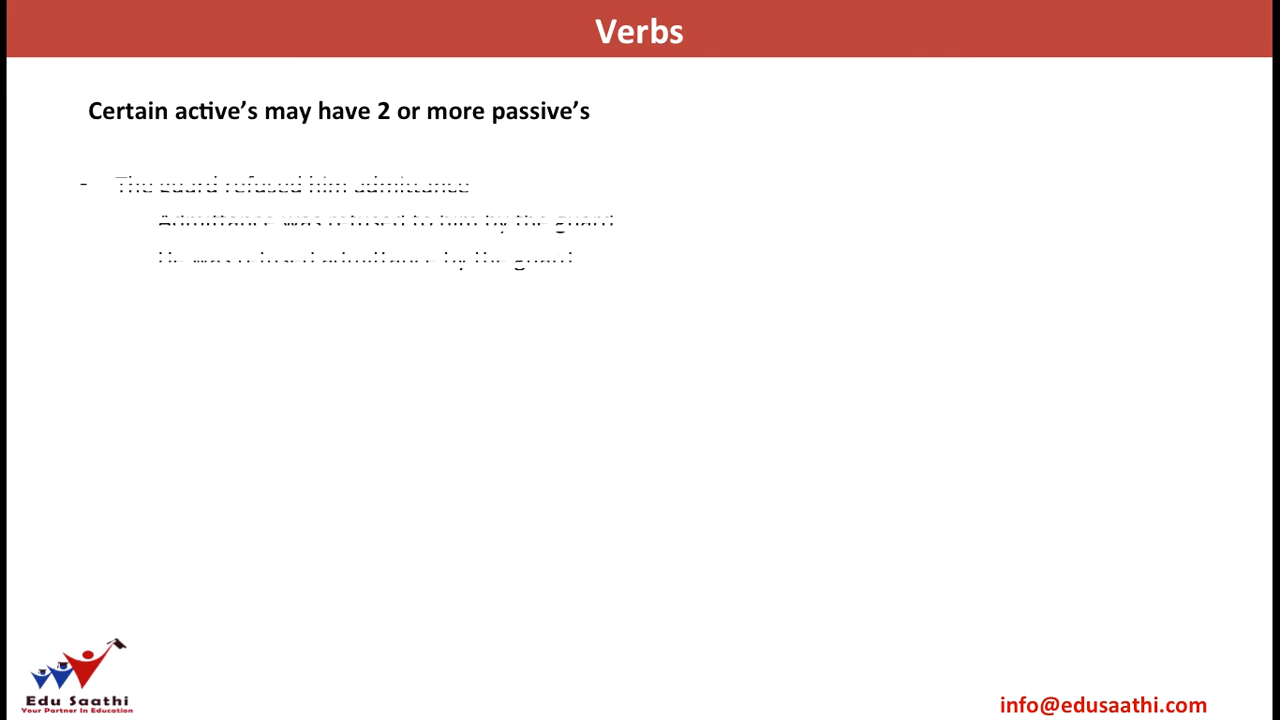 Verbs
Certain active's may have 2 or more passive's
- The guard refused him admittance
Admittance was refused to him by the guard
He was refused admittance by the guard
Edu Saathi
Your Partner In Education
info@edusaathi.com